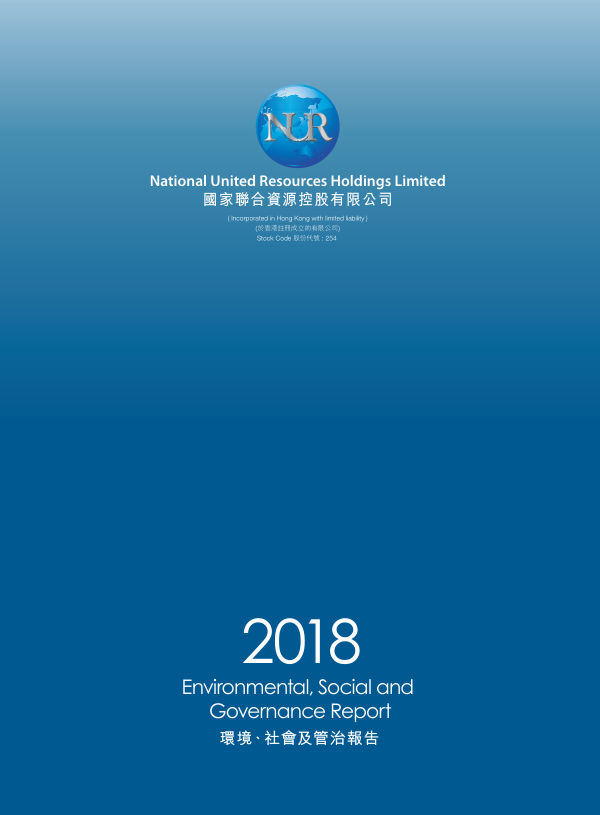 NUR
National United Resources Holdings Limited
國家聯合資源控股有限公司
( Incorporated in Hong Kong with limited liability )
(於香港註冊成立的有限公司)
Stock Code 股份代號 : 254
2018
Environmental, Social and
Governance Report
環境、社會及管治報告